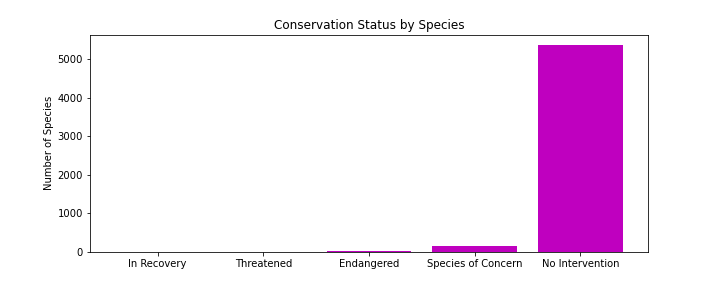 Conservation Status by Species
Number of Species
5000
4000
3000
2000
1000
0
In Recovery
Threatened
Endangered
Species of Concern
No Intervention